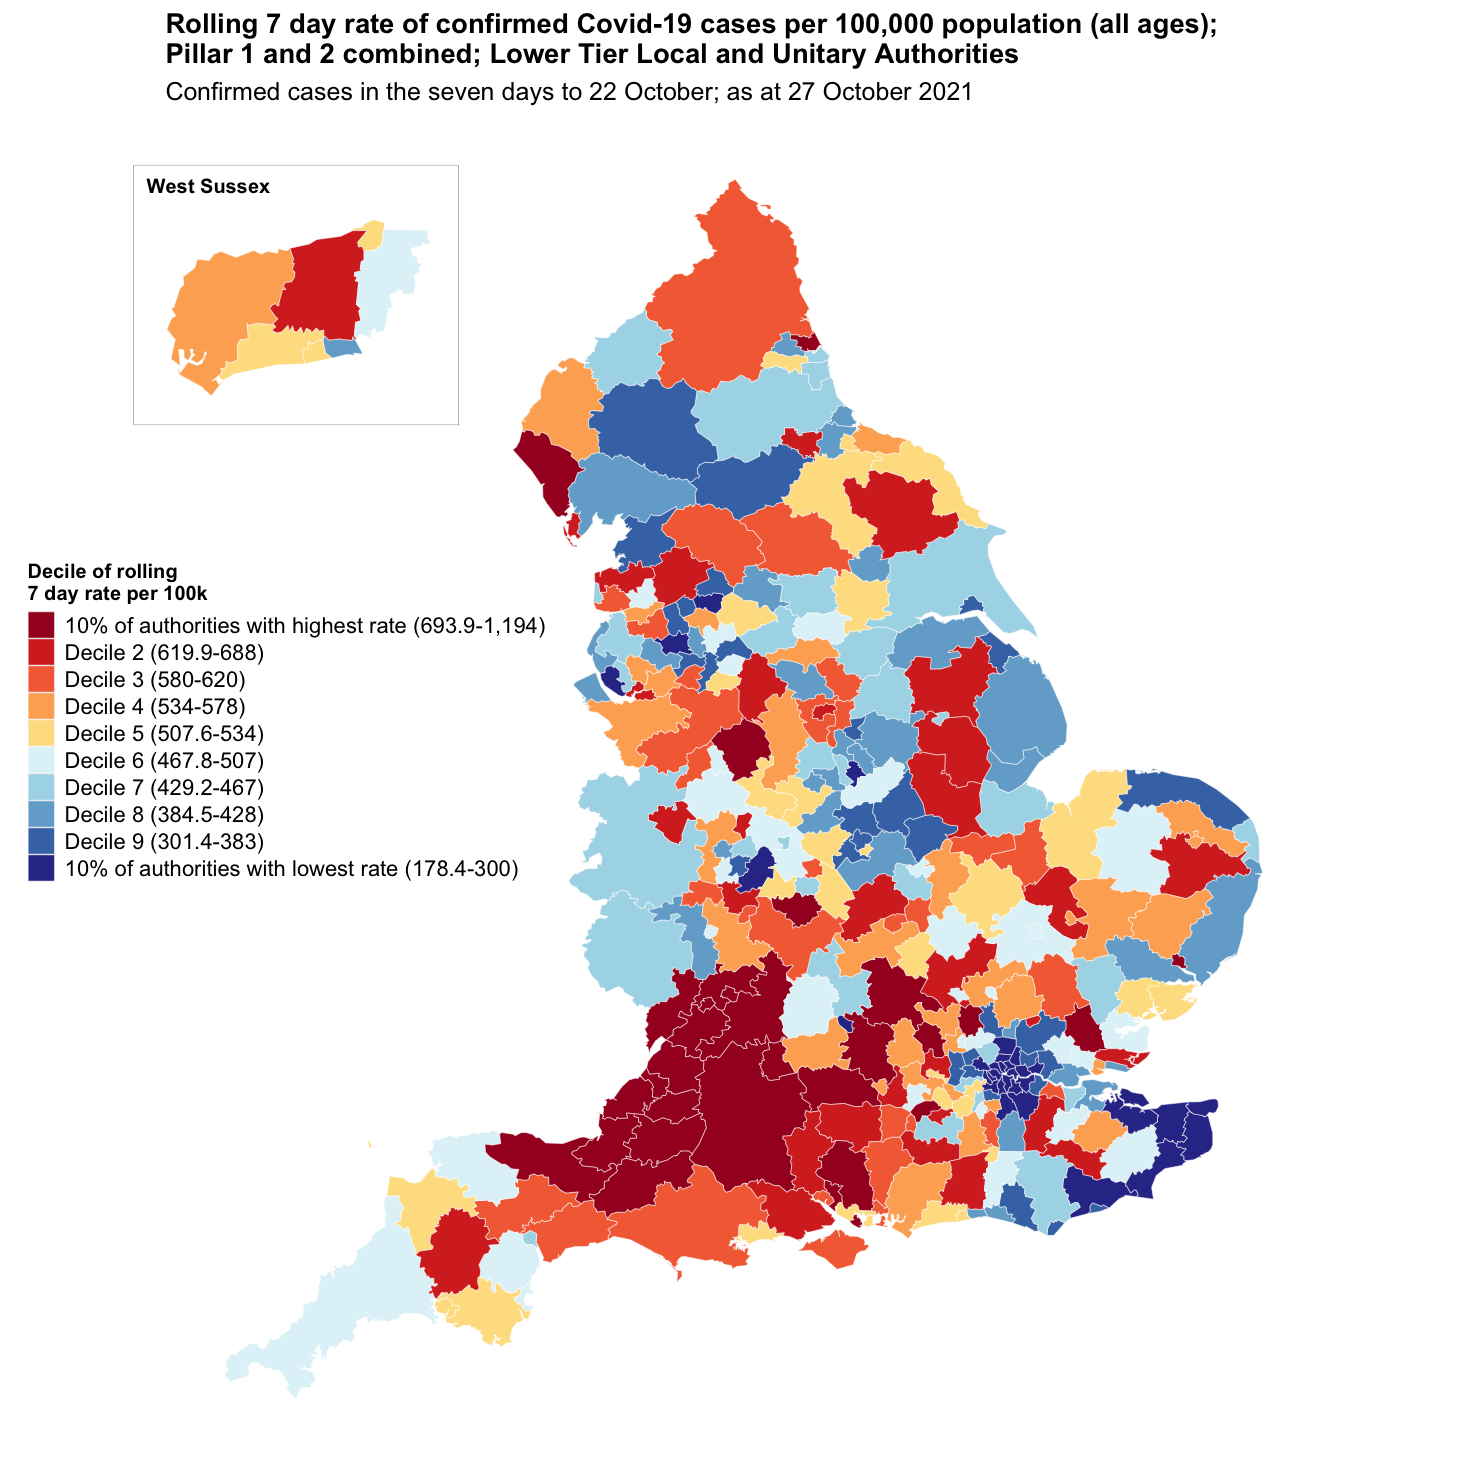 Rolling 7 day rate of confirmed Covid-19 cases per 100,000 population (all ages);
Pillar 1 and 2 combined; Lower Tier Local and Unitary Authorities
Confirmed cases in the seven days to 22 October; as at 27 October 2021
West Sussex
Decile of rolling
7 day rate per 100k
10% of authorities with highest rate (693.9-1,194)
Decile 2 (619.9-688)
Decile 3 (580-620)
Decile 4 (534-578)
Decile 5 (507.6-534)
Decile 6 (467.8-507)
Decile 7 (429.2-467)
Decile 8 (384.5-428)
Decile 9 (301.4-383)
10% of authorities with lowest rate (178.4-300)